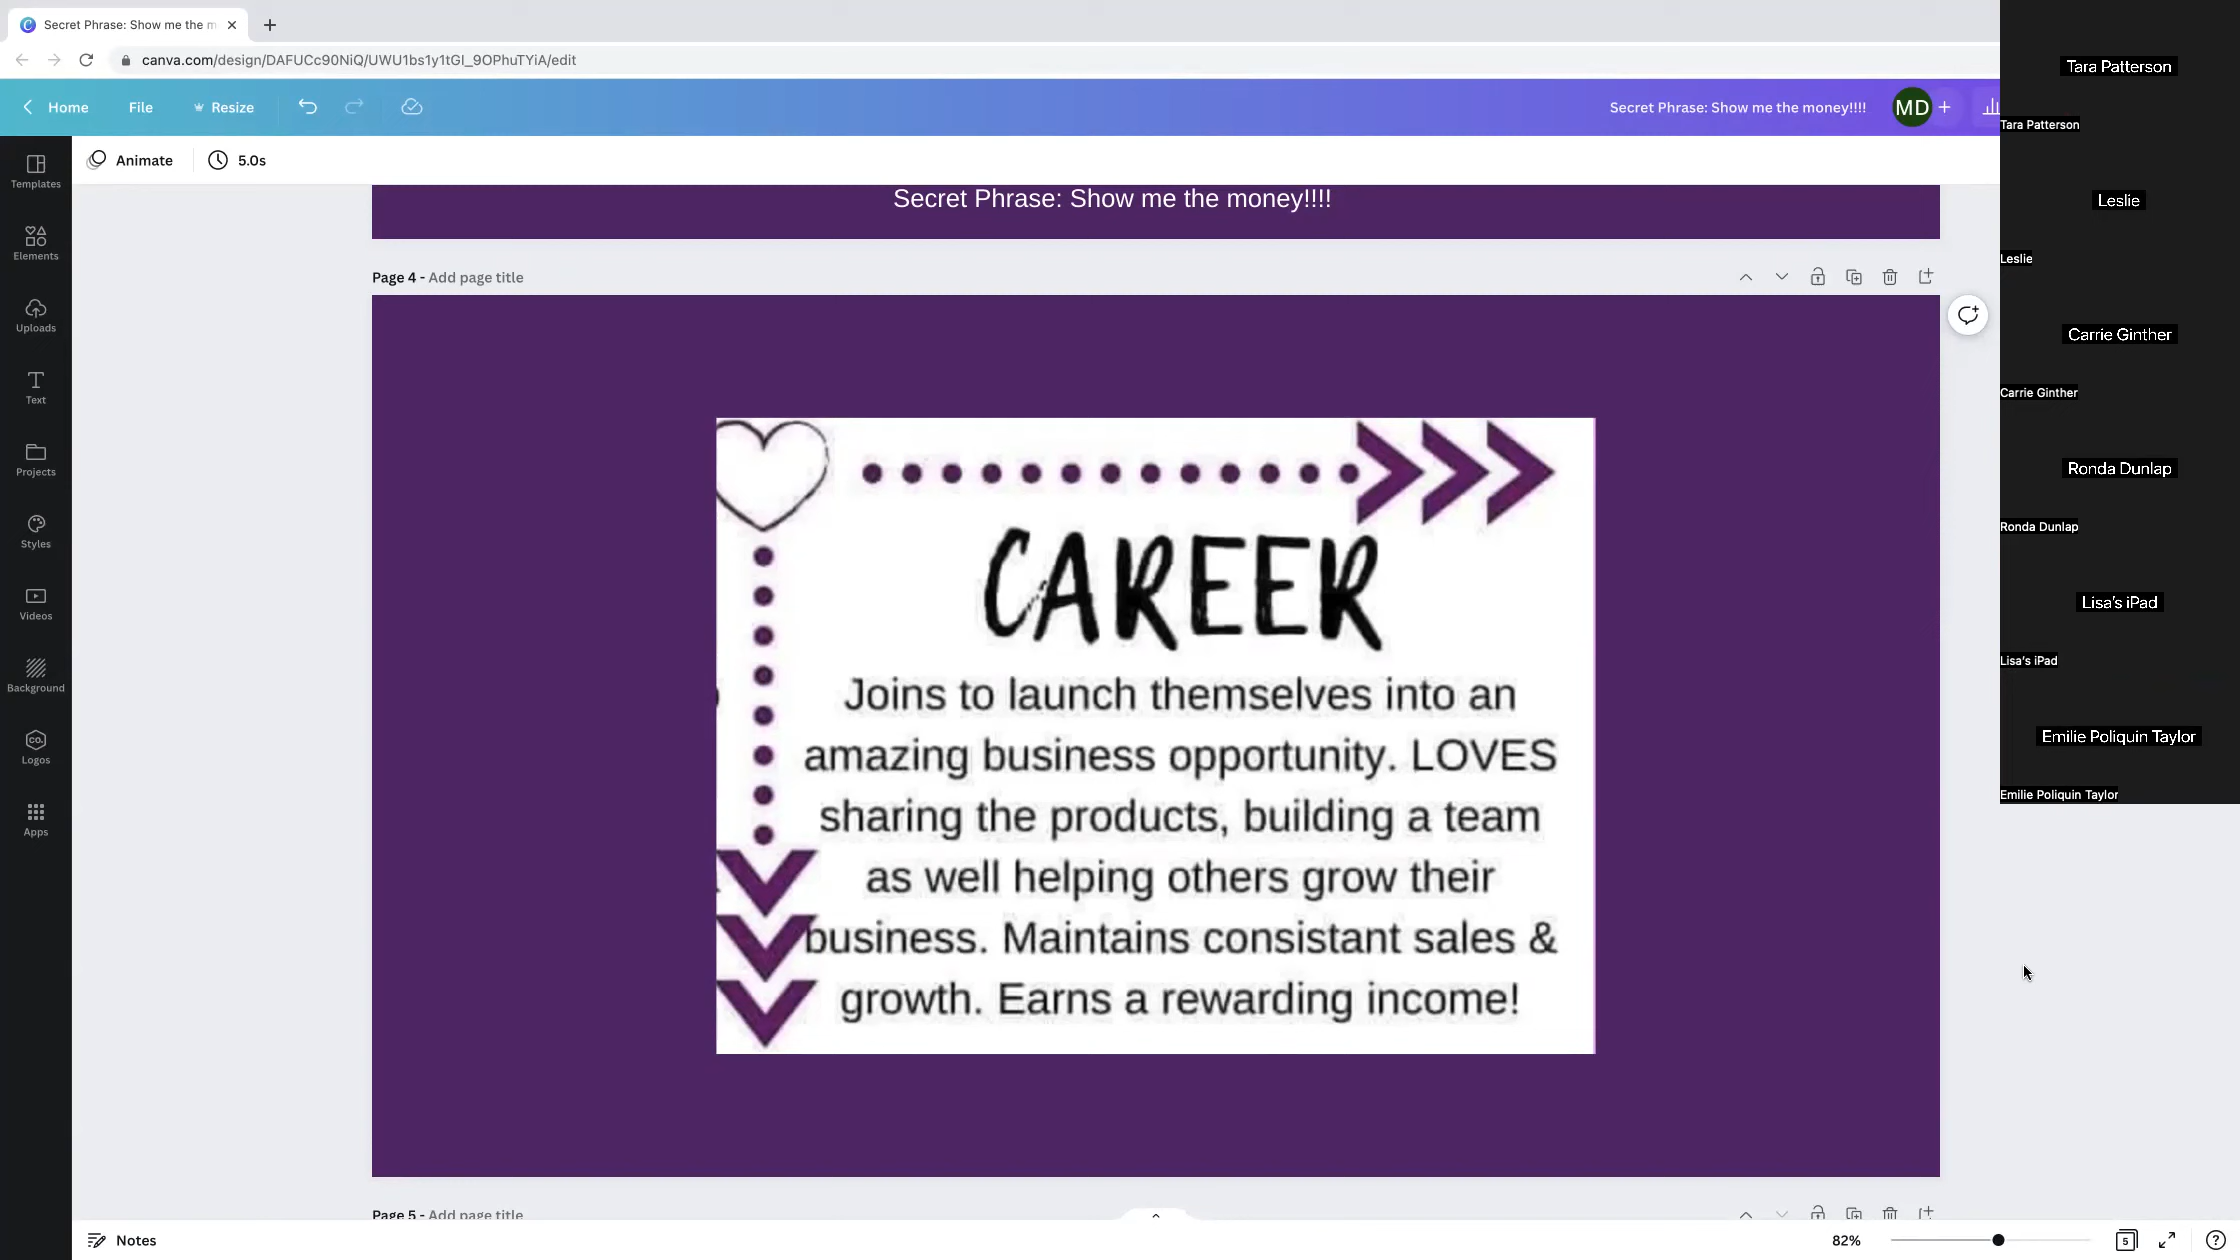 Secret Phrase: Show me the m
canva.com/design/DAFUCc90NiQ/UWU1bs1y1tGI_9OPhuTYiA/edit
Home File Resize Secret Phrase: Show me the money!!!! MD
Animate 5.0s
Templates
Elements
Uploads
Text
Projects
Styles
Videos
Background
Logos
Apps
Secret Phrase: Show me the money!!!!
Page 4 - Add page title
CAREER
Joins to launch themselves into an
amazing business opportunity. LOVES
sharing the products, building a team
as well helping others grow their
business. Maintains consistant sales &
growth. Earns a rewarding income!
Page 5 - Add page title
Notes 82% 5
Tara Patterson
Tara Patterson
Leslie
Leslie
Carrie Ginther
Carrie Ginther
Ronda Dunlap
Ronda Dunlap
Lisa's iPad
Lisa's iPad
Emilie Poliquin Taylor
Emilie Poliquin Taylor